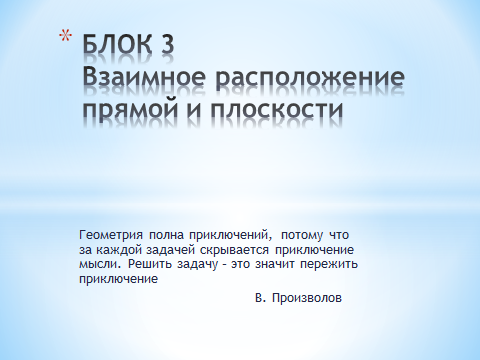 * БЛОК 3
Взаимное расположение
прямой и плоскости
Геометрия полна приключений, потому что
за каждой задачей скрывается приключение
мысли. Решить задачу – это значит пережить
приключение
В. Произволов